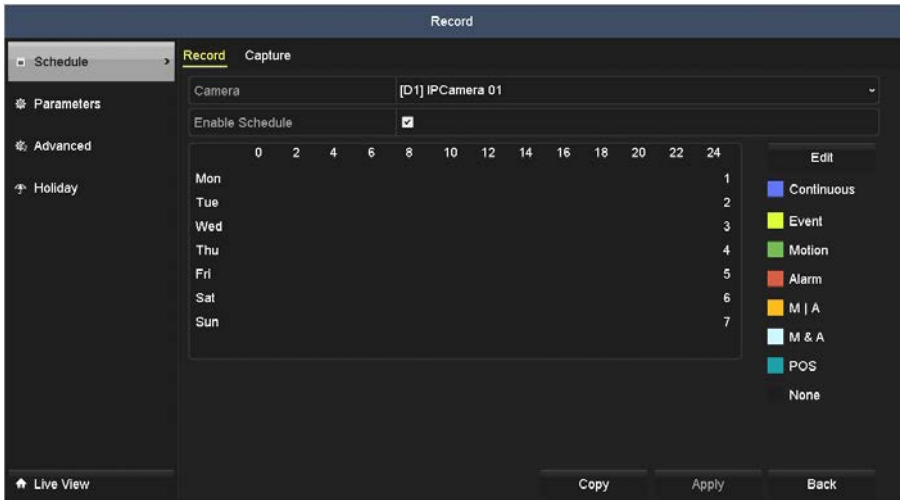 Record
Schedule
Parameters
Advanced
Holiday
Live View
Record Capture
Camera [D1] IPCamera 01
Enable Schedule
0 2 4 6 8 10 12 14 16 18 20 22 24
Mon 1
Tue 2
Wed 3
Thu 4
Fri 5
Sat 6
Sun 7
Edit
Continuous
Event
Motion
Alarm
M | A
M & A
POS
None
Copy Apply Back